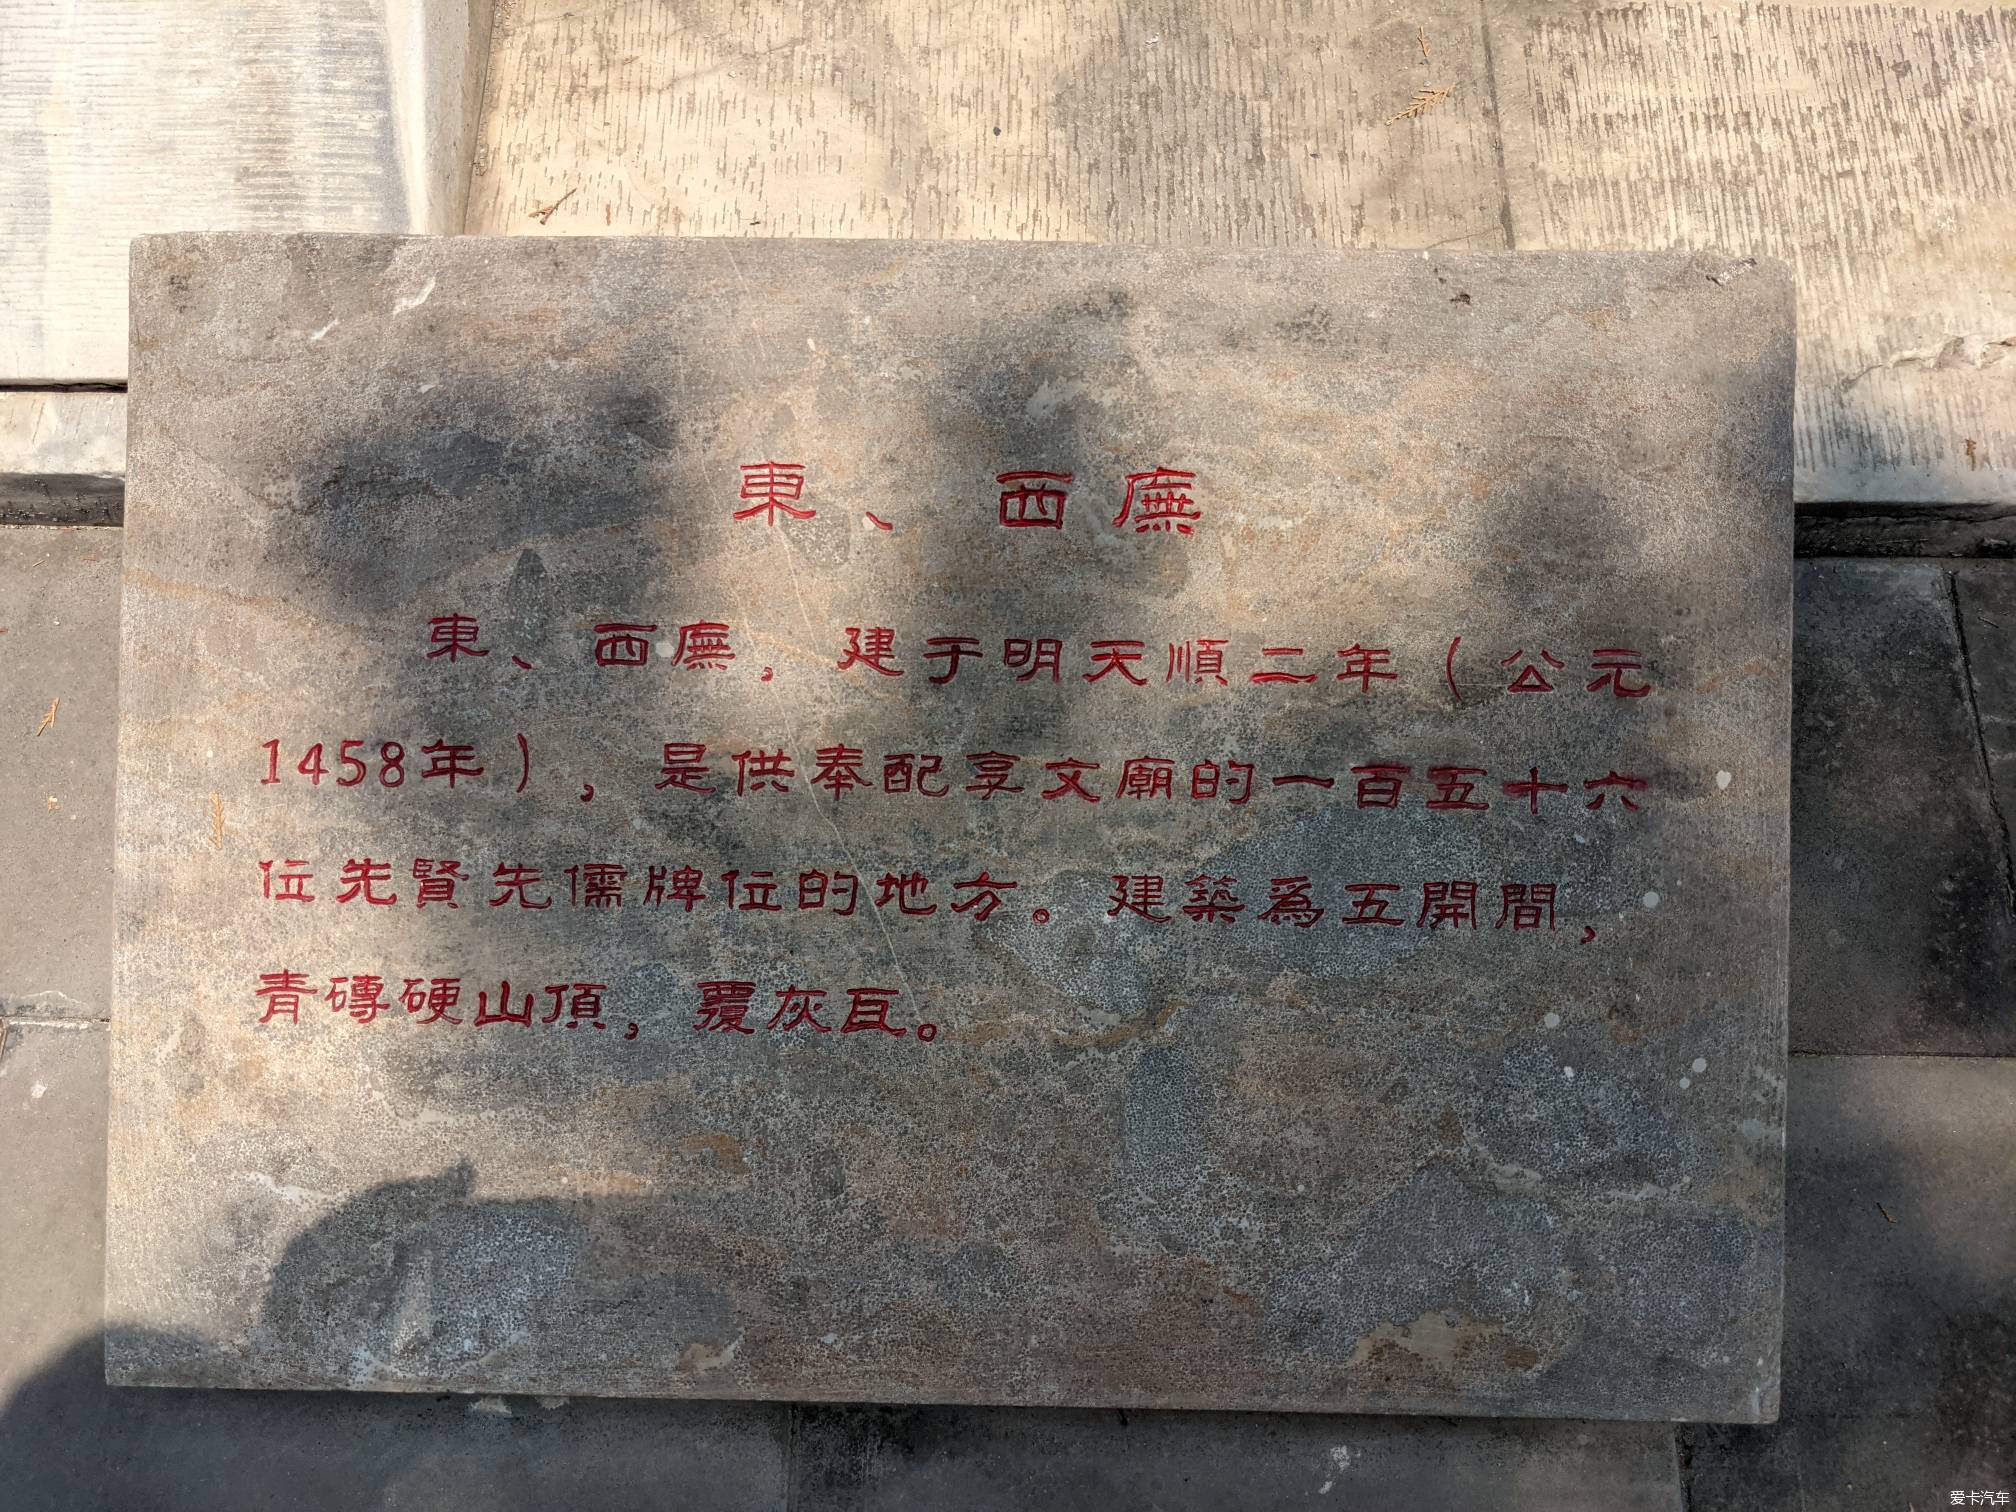 東、西廡
東、西廡，建于明天順二年（公元
1458年），是供奉配享文廟的一百五十六
位先賢先儒牌位的地方。建築爲五開間，
青磚硬山頂，覆灰瓦。
爱卡汽车